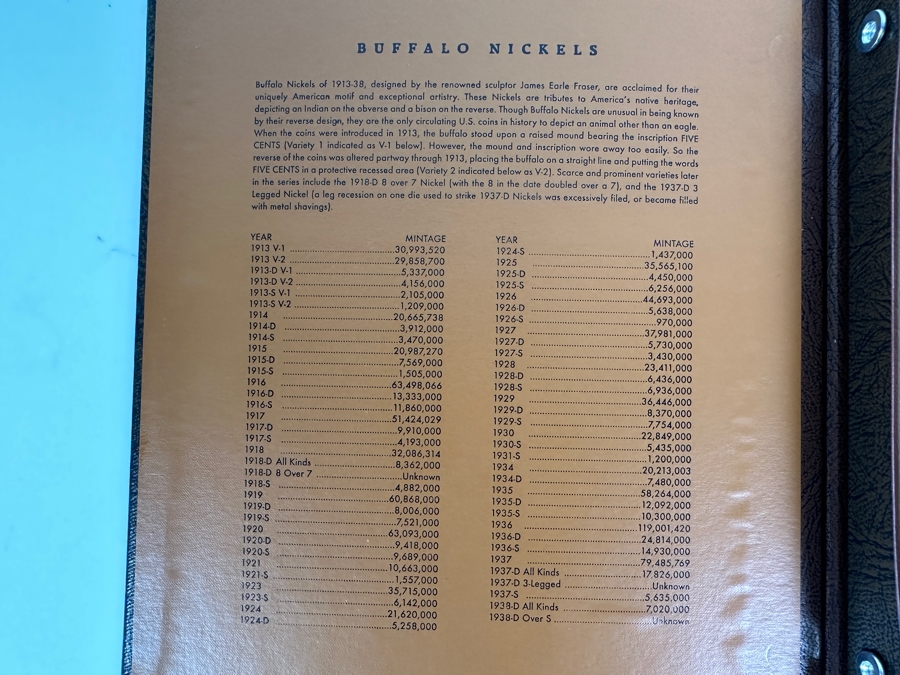 BUFFALO NICKELS
Buffalo Nickels of 1913-38, designed by the renowned sculptor James Earle Fraser, are acclaimed for their
uniquely American motif and exceptional artistry. These Nickels are tributes to America's native heritage,
depicting an Indian on the obverse and a bison on the reverse. Though Buffalo Nickels are unusual in being known
by their reverse design, they are the only circulating U.S. coins in history to depict an animal other than an eagle.
When the coins were introduced in 1913, the buffalo stood upon a raised mound bearing the inscription FIVE
CENTS (Variety 1 indicated as V-1 below). However, the mound and inscription wore away too easily. So the
reverse of the coins was altered partway through 1913, placing the buffalo on a straight line and putting the words
FIVE CENTS in a protective recessed area (Variety 2 indicated below as V-2). Scarce and prominent varieties later
in the series include the 1918-D 8 over 7 Nickel (with the 8 in the date doubled over a 7), and the 1937-D 3
Legged Nickel (a leg recession on one die used to strike 1937-D Nickels was excessively filed, or became filled
with metal shavings).
YEAR MINTAGE
1913 V-1 30,993,520
1913 V-2 29,858,700
1913-D V-1 5,337,000
1913-D V-2 4,156,000
1913-S V-1 2,105,000
1913-S V-2 1,209,000
1914 20,665,738
1914-D 3,912,000
1914-S 3,470,000
1915 20,987,270
1915-D 7,569,000
1915-S 1,505,000
1916 63,498,066
1916-D 13,333,000
1916-S 11,860,000
1917 51,424,029
1917-D 9,910,000
1917-S 4,193,000
1918 32,086,314
1918-D All Kinds 8,362,000
1918-D 8 Over 7 Unknown
1918-S 4,882,000
1919 60,868,000
1919-D 8,006,000
1919-S 7,521,000
1920 63,093,000
1920-D 9,418,000
1920-S 9,689,000
1921 10,663,000
1921-S 1,557,000
1923 35,715,000
1923-S 6,142,000
1924 21,620,000
1924-D 5,258,000
YEAR MINTAGE
1924-S 1,437,000
1925 35,565,100
1925-D 4,450,000
1925-S 6,256,000
1926 44,693,000
1926-D 5,638,000
1926-S 970,000
1927 37,981,000
1927-D 5,730,000
1927-S 3,430,000
1928 23,411,000
1928-D 6,436,000
1928-S 6,936,000
1929 36,446,000
1929-D 8,370,000
1929-S 7,754,000
1930 22,849,000
1930-S 5,435,000
1931-S 1,200,000
1934 20,213,003
1934-D 7,480,000
1935 58,264,000
1935-D 12,092,000
1935-S 10,300,000
1936 119,001,420
1936-D 24,814,000
1936-S 14,930,000
1937 79,485,769
1937-D All Kinds 17,826,000
1937-D 3-Legged Unknown
1937-S 5,635,000
1938-D All Kinds 7,020,000
1938-D Over S Unknown